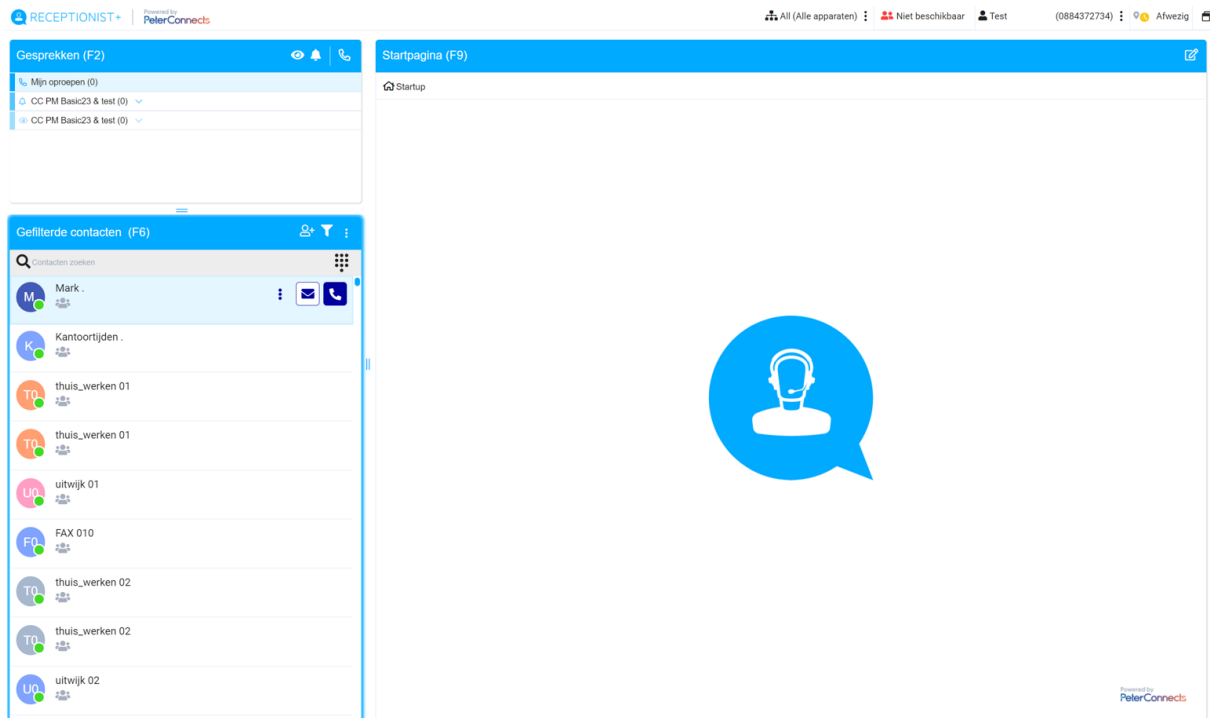 RECEPTIONIST+
Powered by
PeterConnects
All (Alle apparaten)
Niet beschikbaar
Test
(0884372734)
Afwezig
Gesprekken (F2)
Mijn oproepen (0)
CC PM Basic23 & test (0)
CC PM Basic23 & test (0)
Startpagina (F9)
Startup
Gefilterde contacten (F6)
Contacten zoeken
M
Mark .
K
Kantoortijden .
T0
thuis_werken 01
T0
thuis_werken 01
U0
uitwijk 01
F0
FAX 010
T0
thuis_werken 02
T0
thuis_werken 02
U0
uitwijk 02
Powered by
PeterConnects